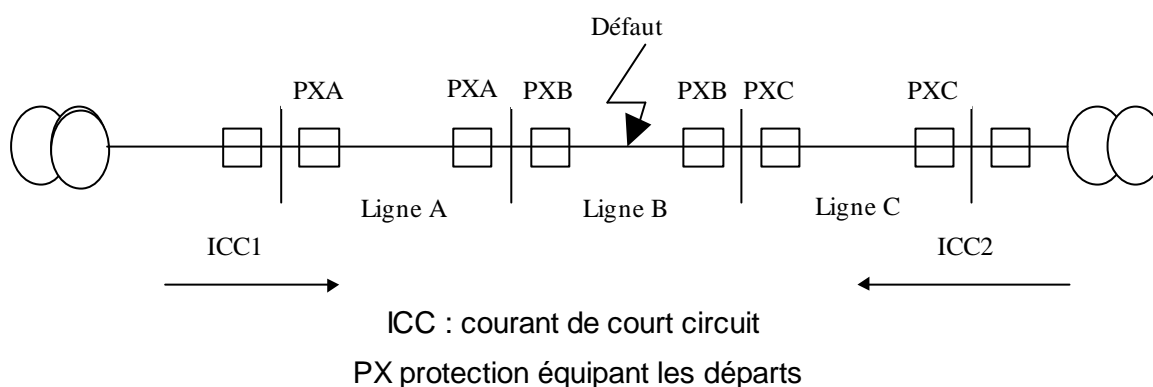 Défaut
PXA PXA PXB PXB PXC PXC
Ligne A Ligne B Ligne C
ICC1 ICC2
ICC : courant de court circuit
PX protection équipant les départs